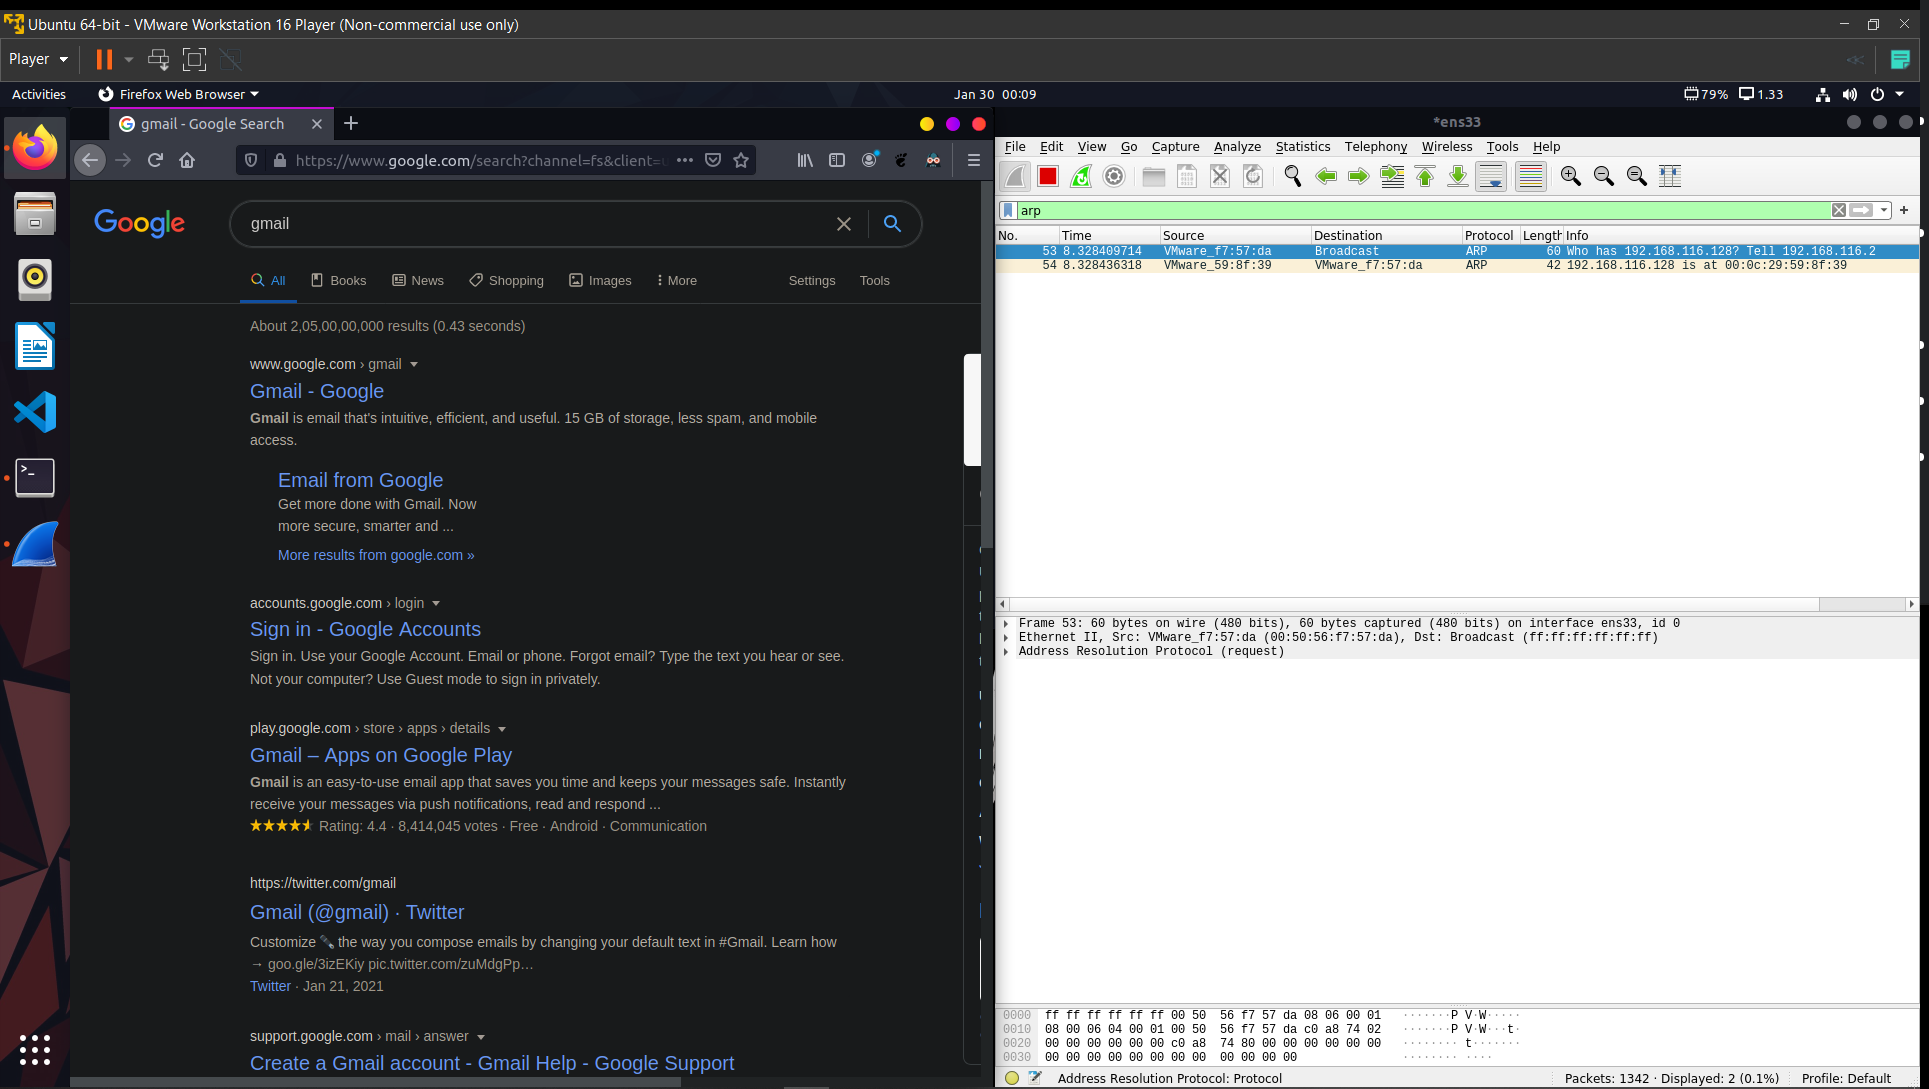 Ubuntu 64-bit - VMware Workstation 16 Player (Non-commercial use only)
Player
Activities
Firefox Web Browser
Jan 30 00:09
79%
1.33
gmail - Google Search
https://www.google.com/search?channel=fs&client=u
Google
gmail
All
Books
News
Shopping
Images
More
Settings
Tools
About 2,05,00,00,000 results (0.43 seconds)
www.google.com › gmail
Gmail - Google
Gmail is email that's intuitive, efficient, and useful. 15 GB of storage, less spam, and mobile
access.
Email from Google
Get more done with Gmail. Now
more secure, smarter and ...
More results from google.com »
accounts.google.com › login
Sign in - Google Accounts
Sign in. Use your Google Account. Email or phone. Forgot email? Type the text you hear or see.
Not your computer? Use Guest mode to sign in privately.
play.google.com › store › apps › details
Gmail – Apps on Google Play
Gmail is an easy-to-use email app that saves you time and keeps your messages safe. Instantly
receive your messages via push notifications, read and respond ...
Rating: 4.4 · 8,414,045 votes · Free · Android · Communication
https://twitter.com/gmail
Gmail (@gmail) · Twitter
Customize ✒️ the way you compose emails by changing your default text in #Gmail. Learn how
→ goo.gle/3izEKiy pic.twitter.com/zuMdgPp…
Twitter · Jan 21, 2021
support.google.com › mail › answer
Create a Gmail account - Gmail Help - Google Support
*ens33
File Edit View Go Capture Analyze Statistics Telephony Wireless Tools Help
arp
No. Time Source Destination Protocol Length Info
53 8.328409714 VMware_f7:57:da Broadcast ARP 60 Who has 192.168.116.128? Tell 192.168.116.2
54 8.328436318 VMware_59:8f:39 VMware_f7:57:da ARP 42 192.168.116.128 is at 00:0c:29:59:8f:39
Frame 53: 60 bytes on wire (480 bits), 60 bytes captured (480 bits) on interface ens33, id 0
Ethernet II, Src: VMware_f7:57:da (00:50:56:f7:57:da), Dst: Broadcast (ff:ff:ff:ff:ff:ff)
Address Resolution Protocol (request)
0000 ff ff ff ff ff ff 00 50 56 f7 57 da 08 06 00 01 ·······P V·W·····
0010 08 00 06 04 00 01 00 50 56 f7 57 da c0 a8 74 02 ·······P V·W···t·
0020 00 00 00 00 00 00 c0 a8 74 80 00 00 00 00 00 00 ········ t·······
0030 00 00 00 00 00 00 00 00 00 00 00 00 ········ ····
Address Resolution Protocol: Protocol
Packets: 1342 · Displayed: 2 (0.1%)
Profile: Default